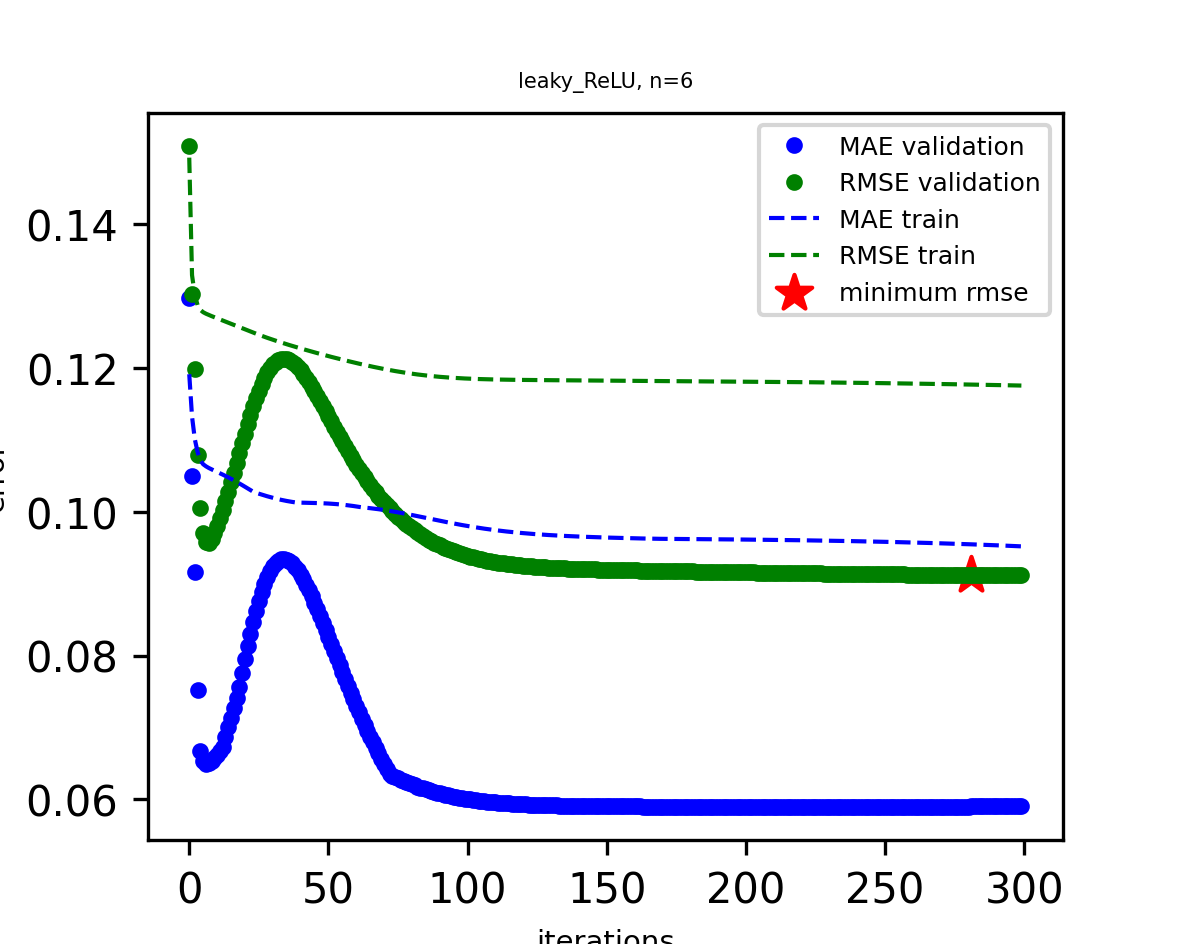 leaky_ReLU, n=6
MAE validation
RMSE validation
MAE train
RMSE train
minimum rmse
0.14
0.12
0.10
0.08
0.06
0 50 100 150 200 250 300
iterations